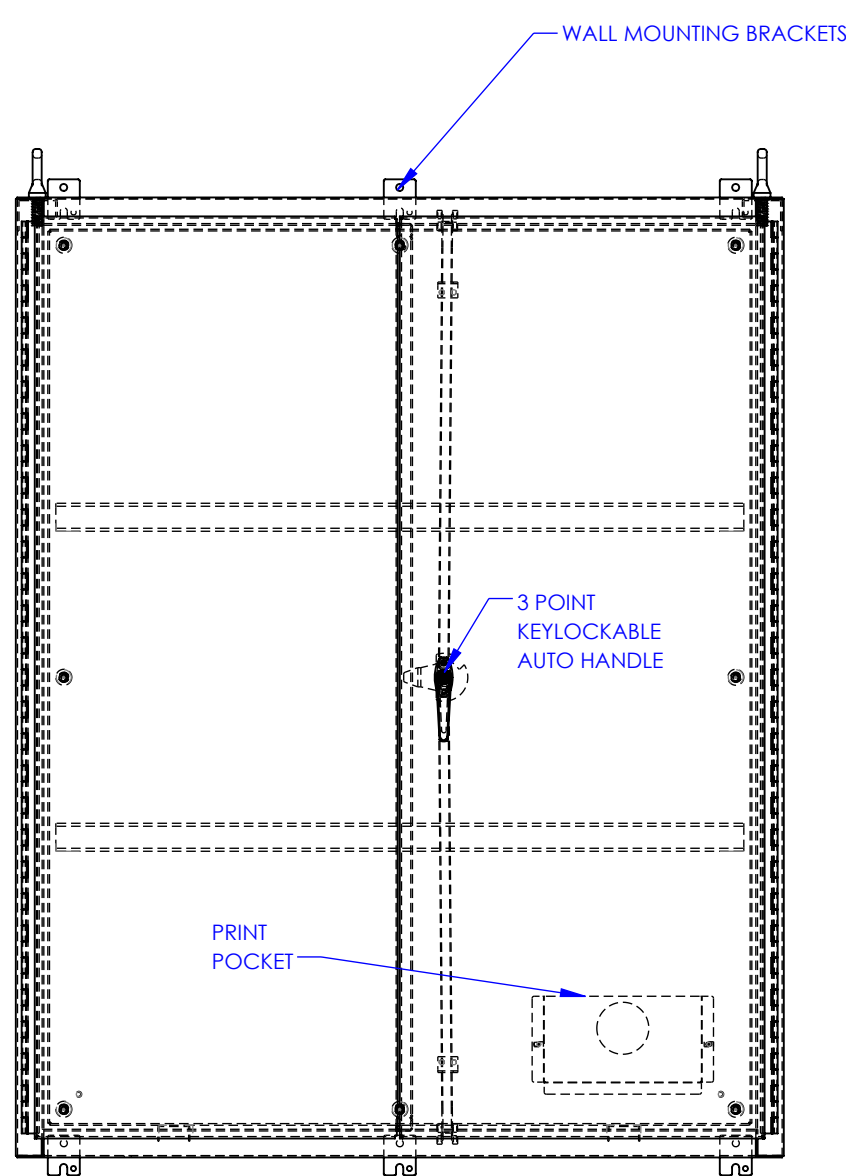 WALL MOUNTING BRACKETS
3 POINT
KEYLOCKABLE
AUTO HANDLE
PRINT
POCKET